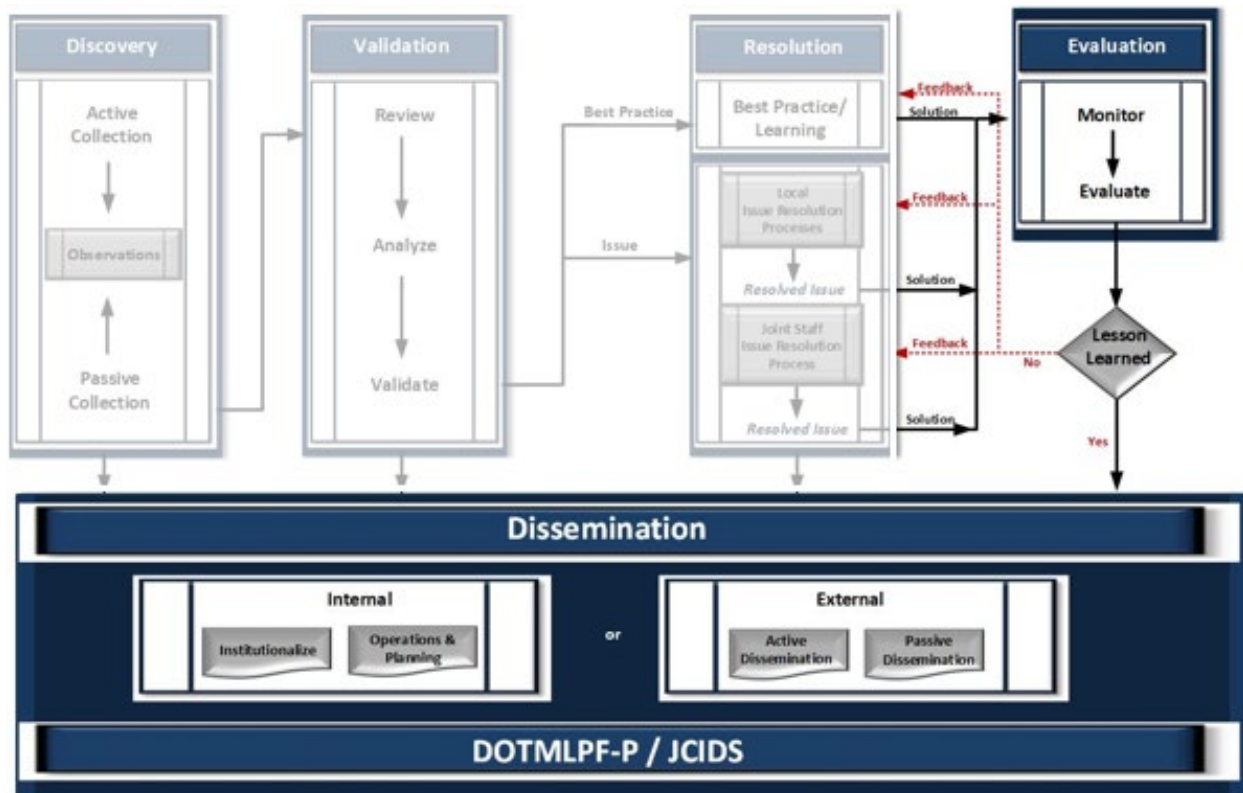 Discovery
Active
Collection
Observations
Passive
Collection
Validation
Review
Analyze
Validate
Best Practice
Issue
Resolution
Best Practice/
Learning
Local
Issue Resolution
Processes
Resolved Issue
Joint Staff
Issue Resolution
Process
Resolved Issue
Feedback
Solution
Feedback
Solution
Feedback
Solution
Evaluation
Monitor
Evaluate
Lesson
Learned
No
Yes
Dissemination
Internal
Institutionalize
Operations &
Planning
or
External
Active
Dissemination
Passive
Dissemination
DOTMLPF-P / JCIDS